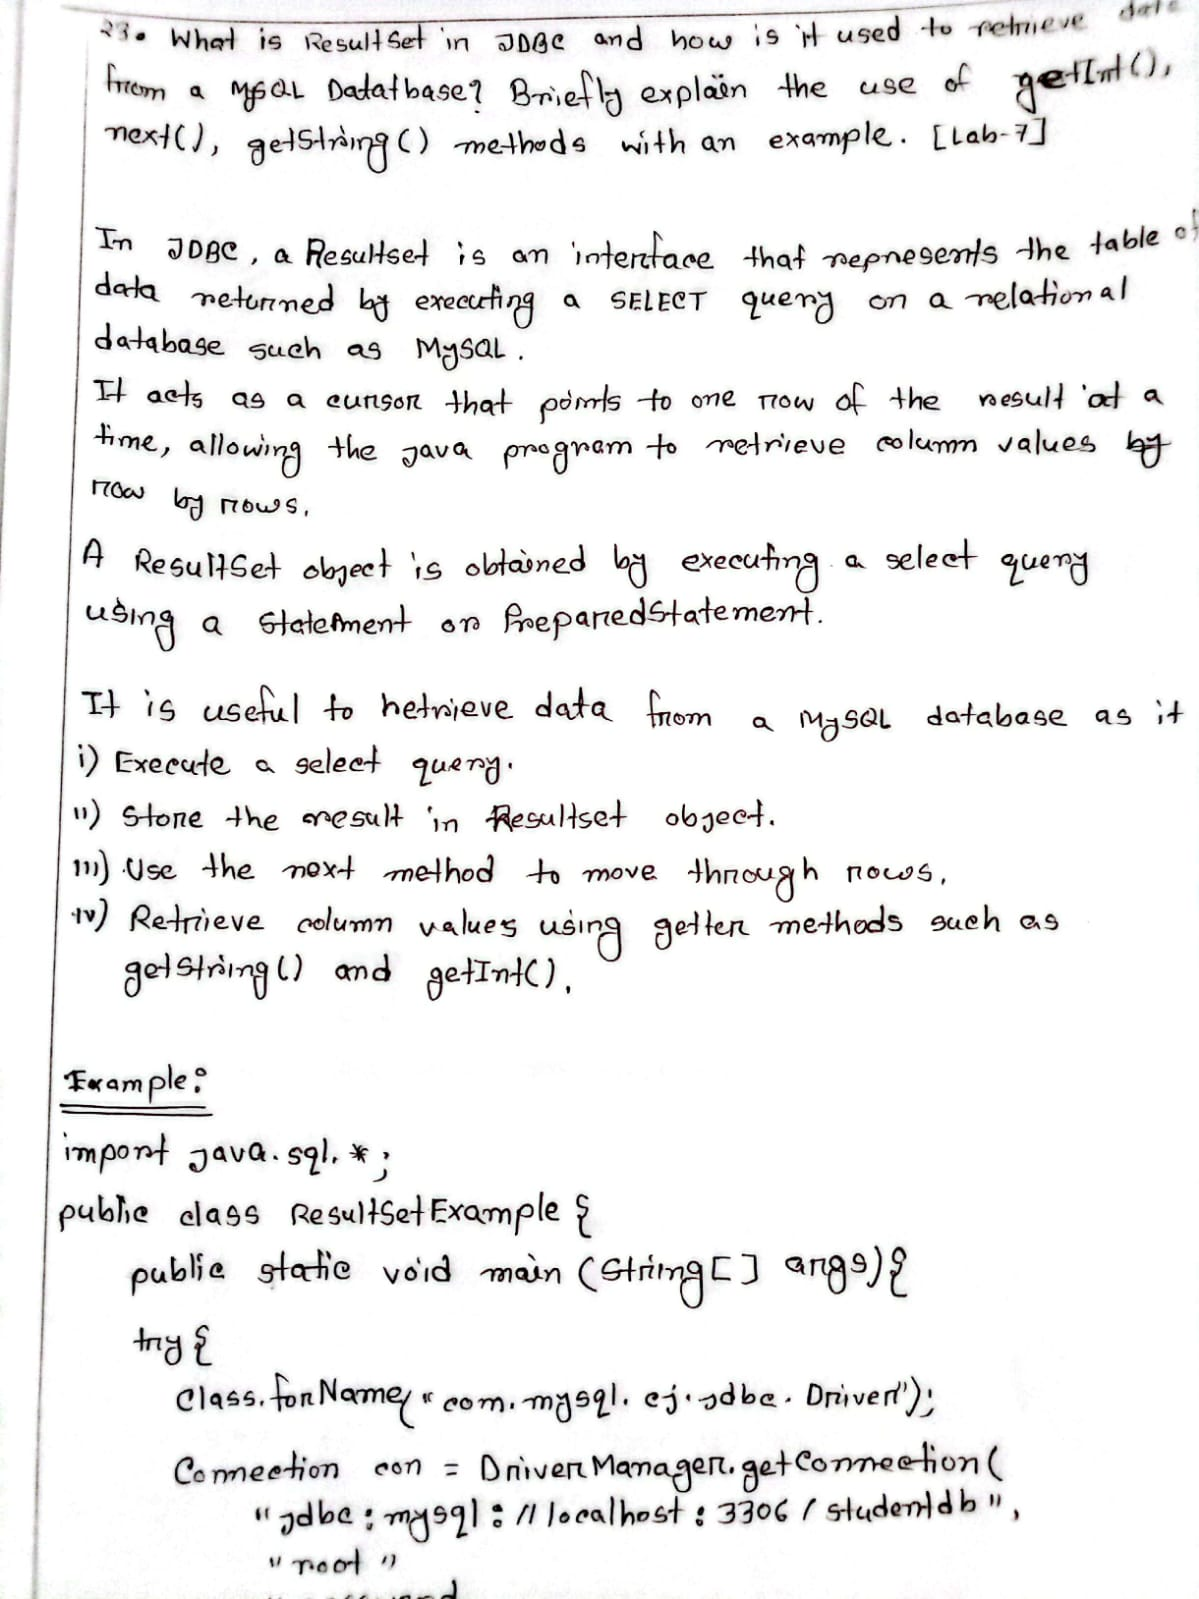 23. What is ResultSet in JDBC and how is it used to retrieve data
from a MySQL Datatbase? Briefly explain the use of getInt(),
next(), getString() methods with an example. [Lab-7]
In JDBC, a Resultset is an interface that represents the table of
data returned by executing a SELECT query on a relational
database such as MySQL.
It acts as a cursor that points to one row of the result at a
time, allowing the java program to retrieve column values by
row by rows.
A ResultSet object is obtained by executing a select query
using a Statement or PreparedStatement.
It is useful to retrieve data from a MySQL database as it
i) Execute a select query.
ii) Store the result in Resultset object.
iii) Use the next method to move through rows.
iv) Retrieve column values using getter methods such as
getString() and getInt().
Example:
import java.sql.*;
public class ResultSetExample {
public static void main (String[] args){
try {
Class.forName("com.mysql.cj.jdbc.Driver");
Connection con = DriverManager.getConnection(
"jdbc:mysql://localhost:3306/studentdb",
"root"